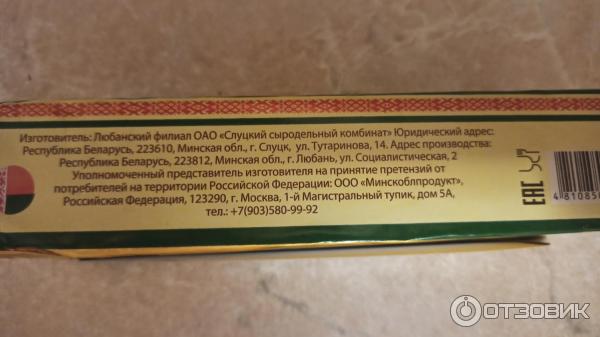 Изготовитель: Любанский филиал ОАО «Слуцкий сыродельный комбинат» Юридический адрес:
Республика Беларусь, 223610, Минская обл., г. Слуцк, ул. Тутаринова, 14. Адрес производства:
Республика Беларусь, 223812, Минская обл., г. Любань, ул. Социалистическая, 2
Уполномоченный представитель изготовителя на принятие претензий от
потребителей на территории Российской Федерации: ООО «Минскоблпродукт»,
Российская Федерация, 123290, г. Москва, 1-й Магистральный тупик, дом 5А,
тел.: +7(903)580-99-92
EAC
ОТЗОВИК